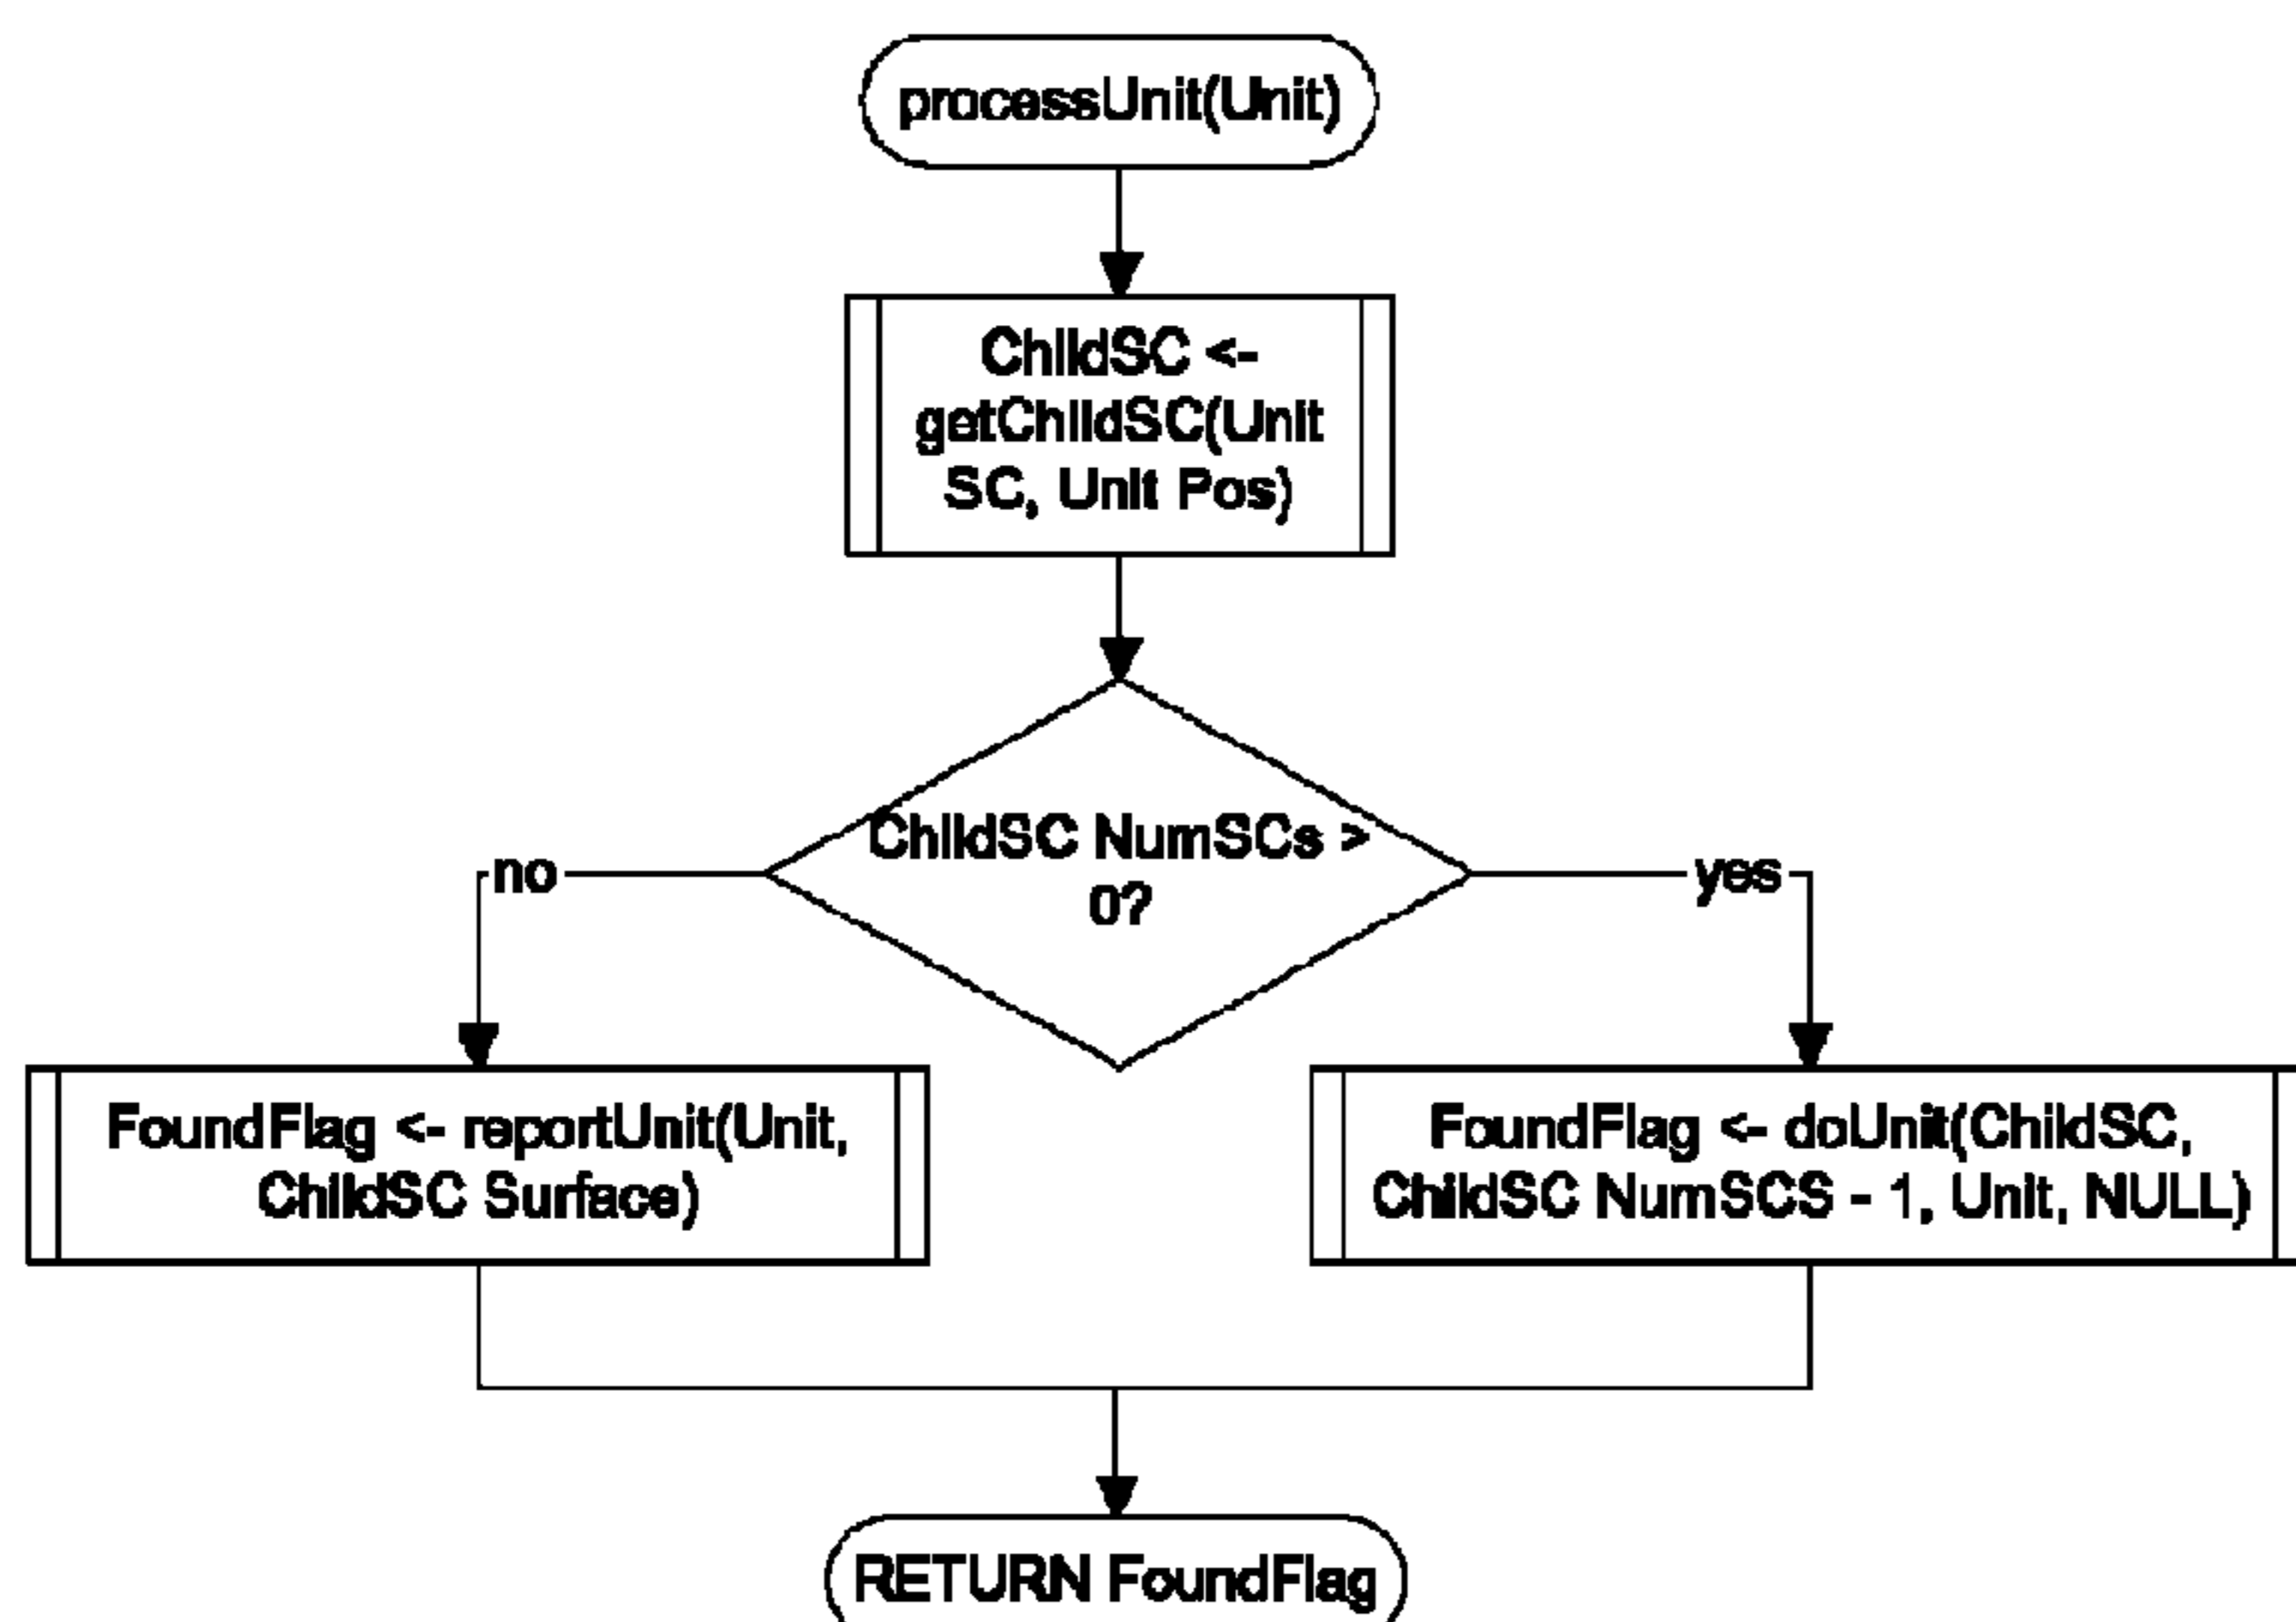 processUnit(Unit)
ChildSC <-
getChildSC(Unit
SC, Unit Pos)
ChildSC NumSCs >
0?
no
yes
FoundFlag <- reportUnit(Unit,
ChildSC Surface)
FoundFlag <- doUnit(ChildSC,
ChildSC NumSCS - 1, Unit, NULL)
RETURN FoundFlag